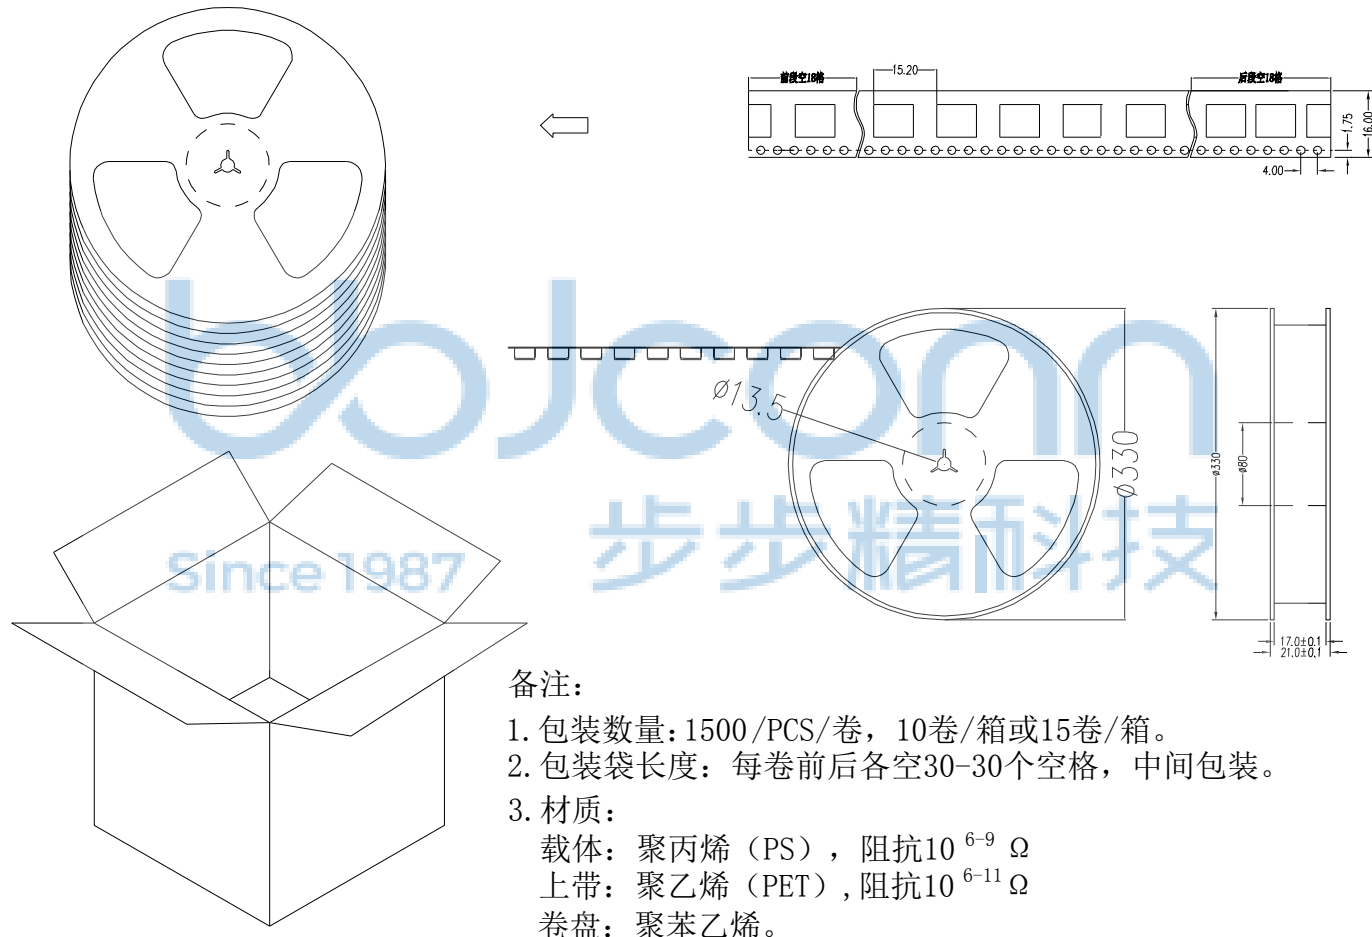 前段空18格
15.20
后段空18格
1.75
16.00
4.00
bbjconn
ø13.5
ø330
ø330
ø80
步步精科技
Since 1987
17.0±0.1
21.0±0.1
备注：
1.包装数量:1500/PCS/卷，10卷/箱或15卷/箱。
2.包装袋长度：每卷前后各空30-30个空格，中间包装。
3.材质：
载体：聚丙烯（PS），阻抗10 6-9 Ω
上带：聚乙烯（PET）,阻抗10 6-11 Ω
卷盘：聚苯乙烯。